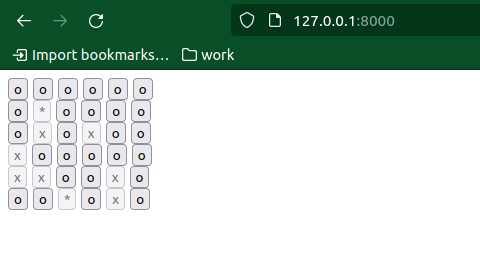 127.0.0.1:8000
Import bookmarks... work
o o o o o o
o * o o o o
o x o x o o
x o o o o o
x x o o x o
o o * o x o